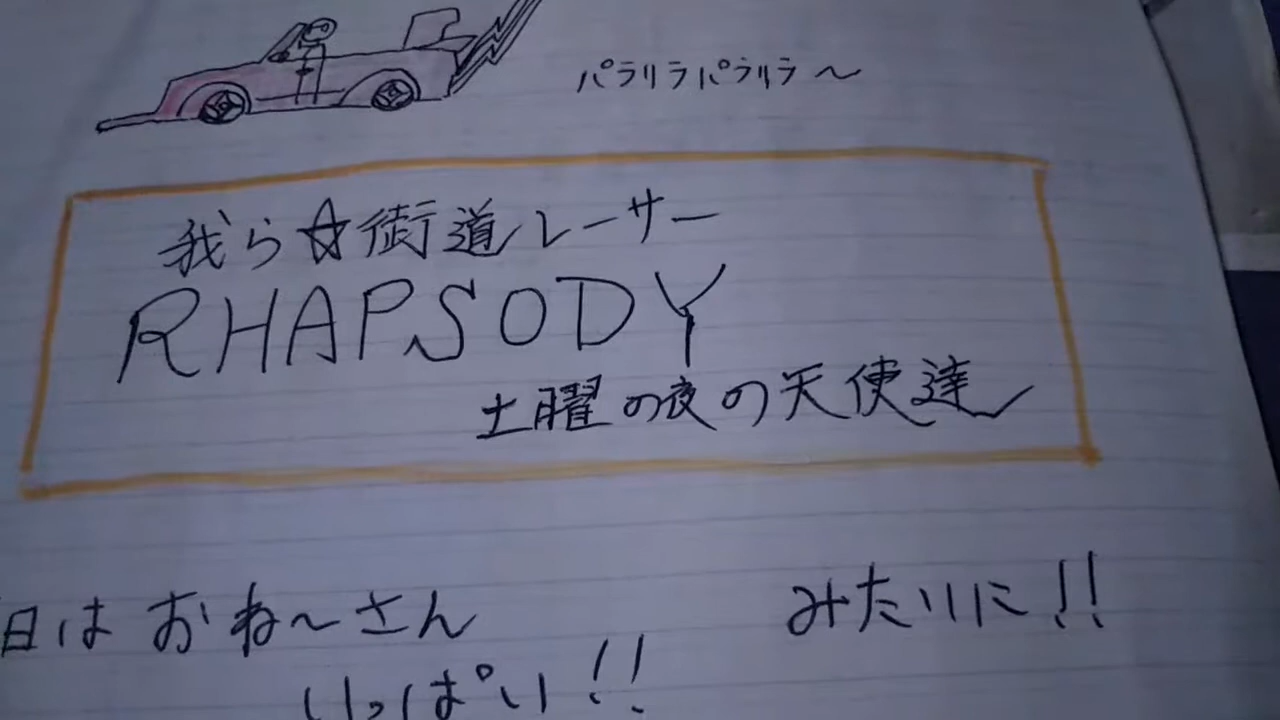 パラリラパラリラ〜
我ら☆街道レーサー
RHAPSODY
土曜の夜の天使達
日は おね〜さん
みたいに!!
いっぱい!!